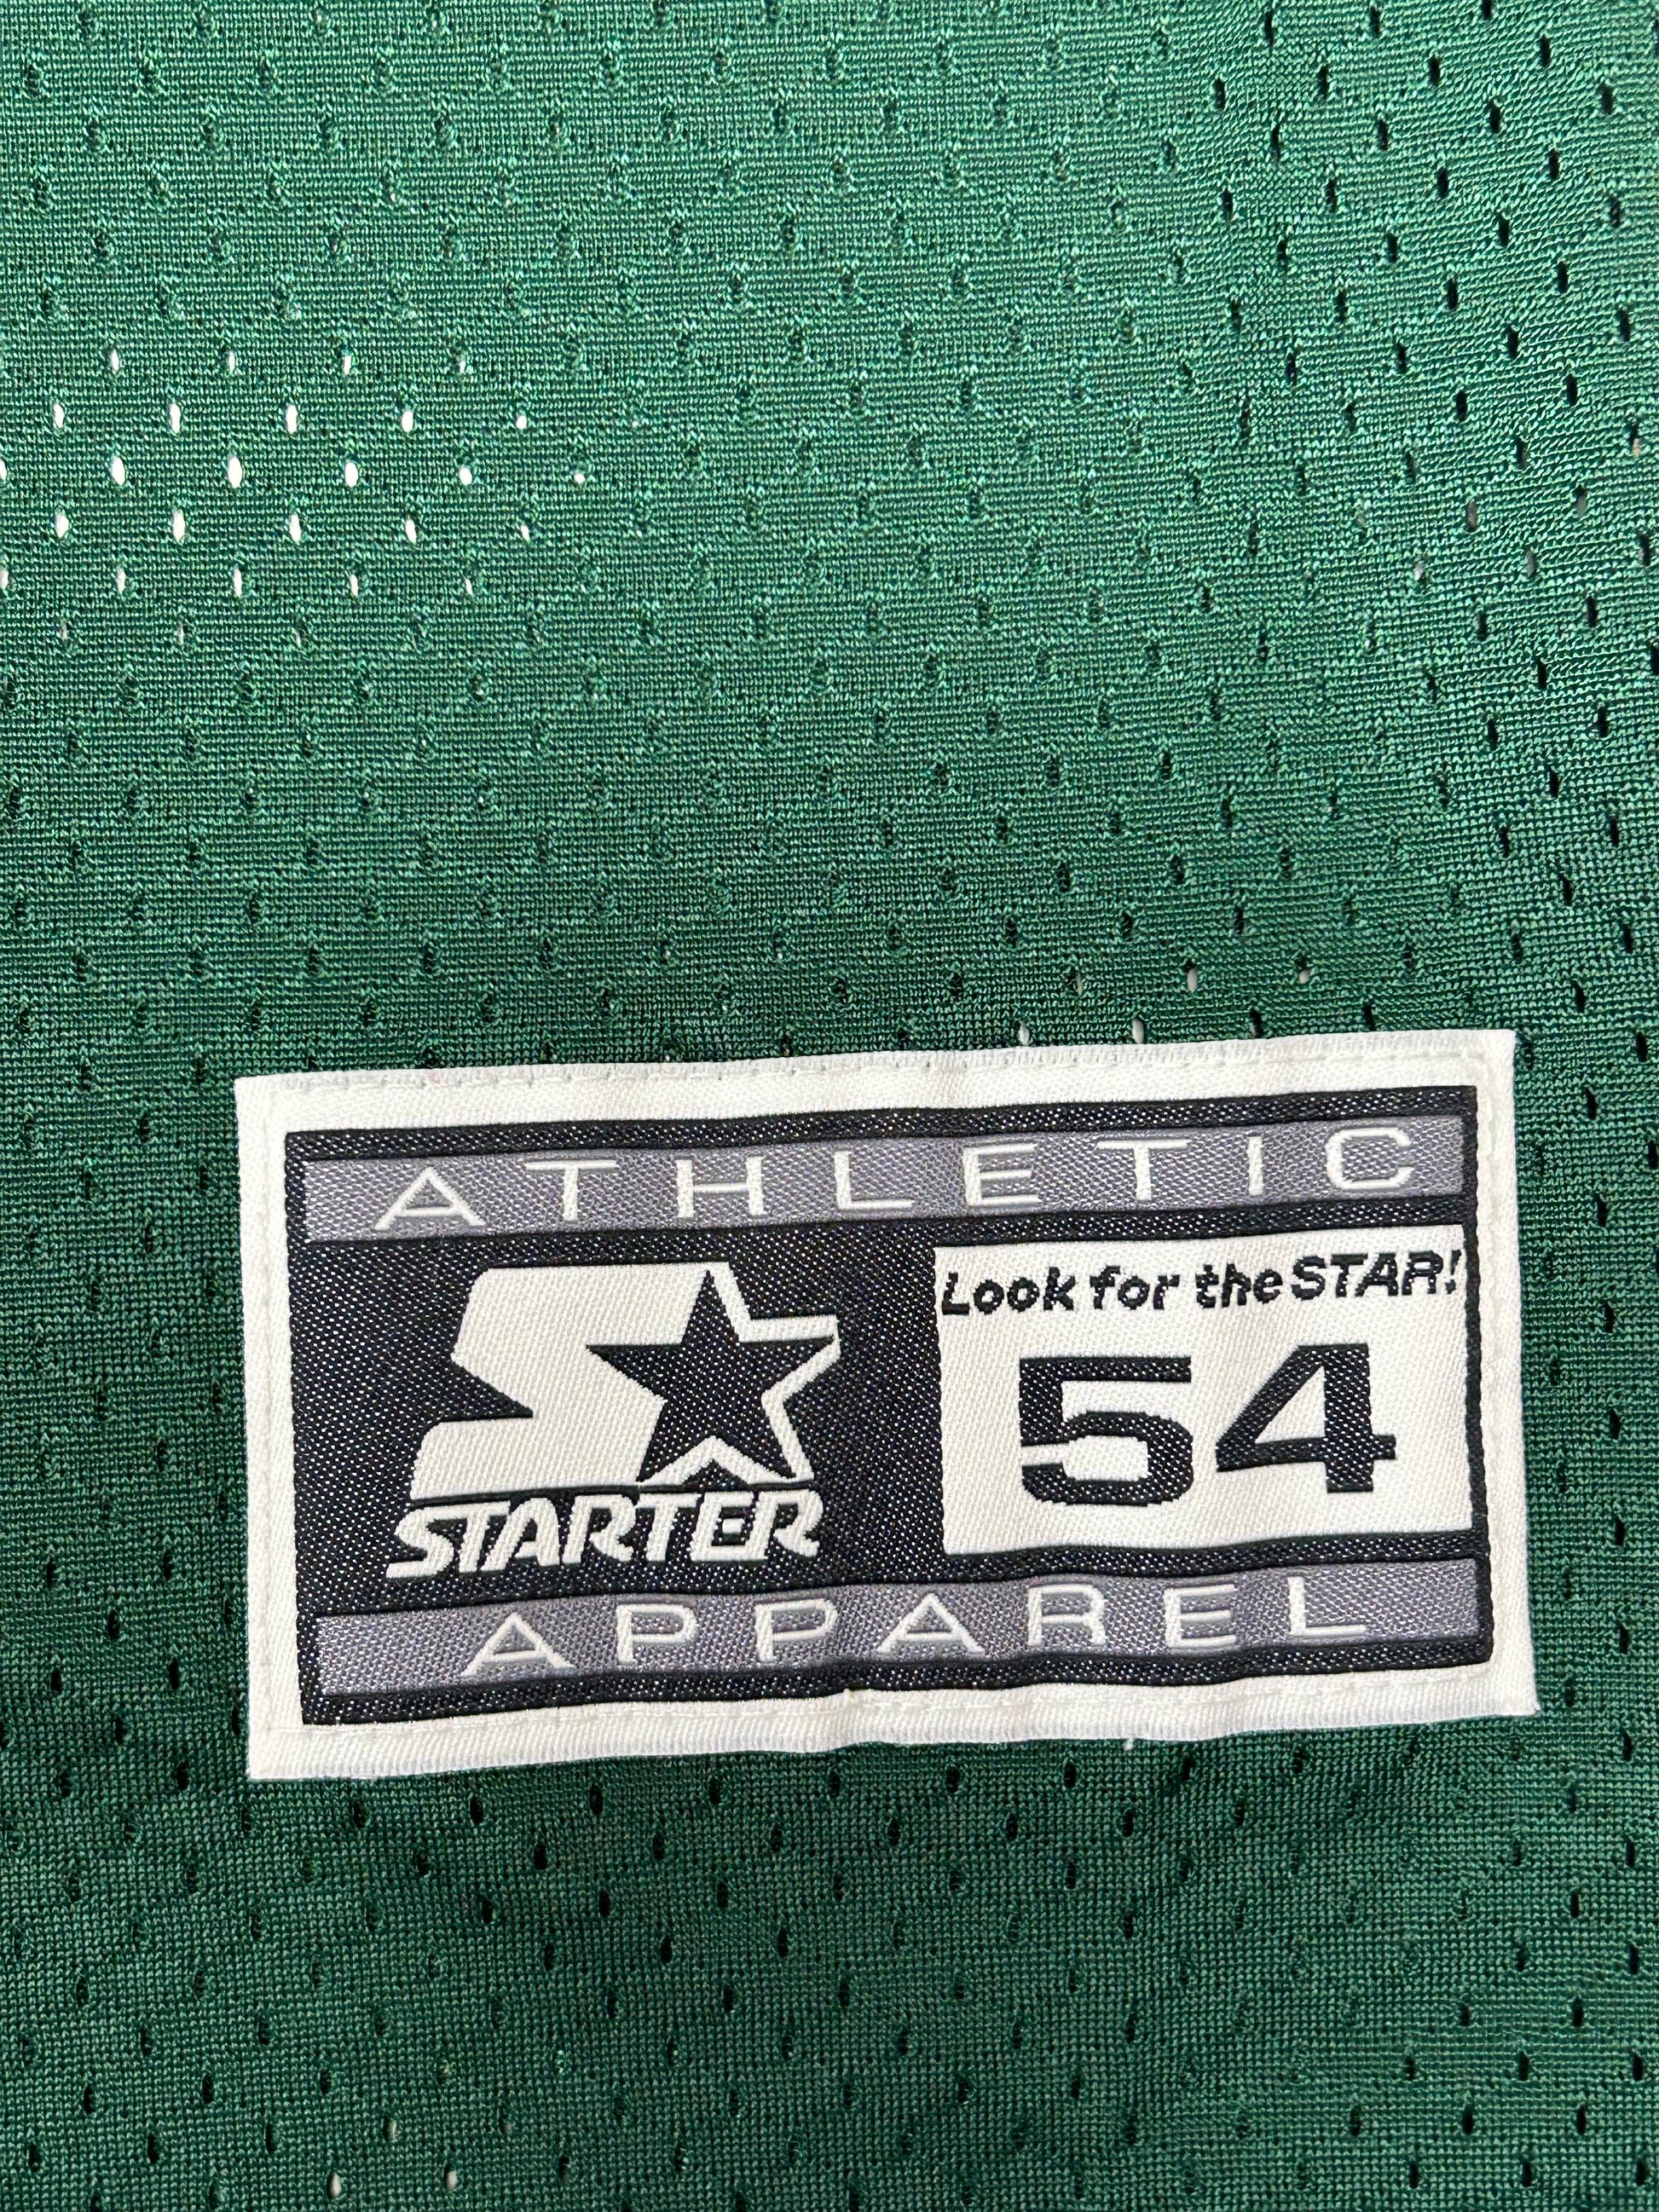 ATHLETIC
Look for the STAR!
54
STARTER
APPAREL